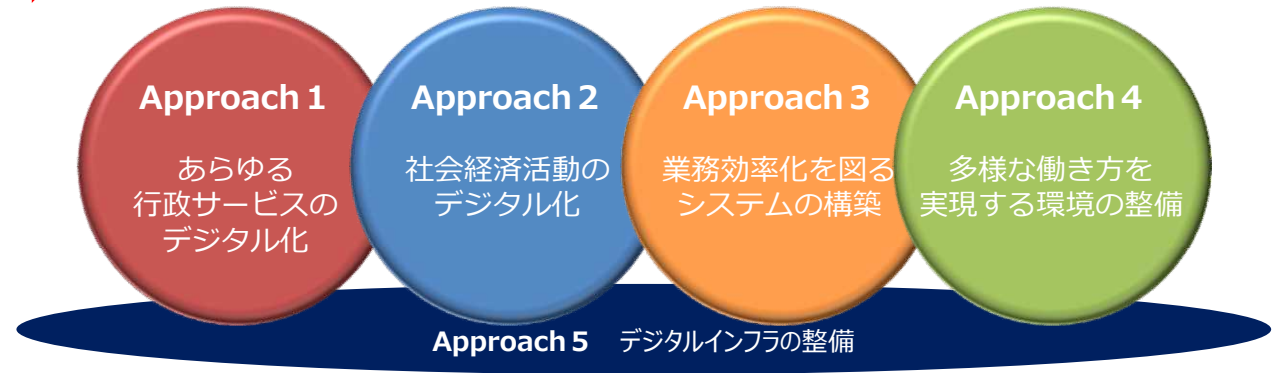 Approach 1
あらゆる
行政サービスの
デジタル化
Approach 2
社会経済活動の
デジタル化
Approach 3
業務効率化を図る
システムの構築
Approach 4
多様な働き方を
実現する環境の整備
Approach 5　デジタルインフラの整備